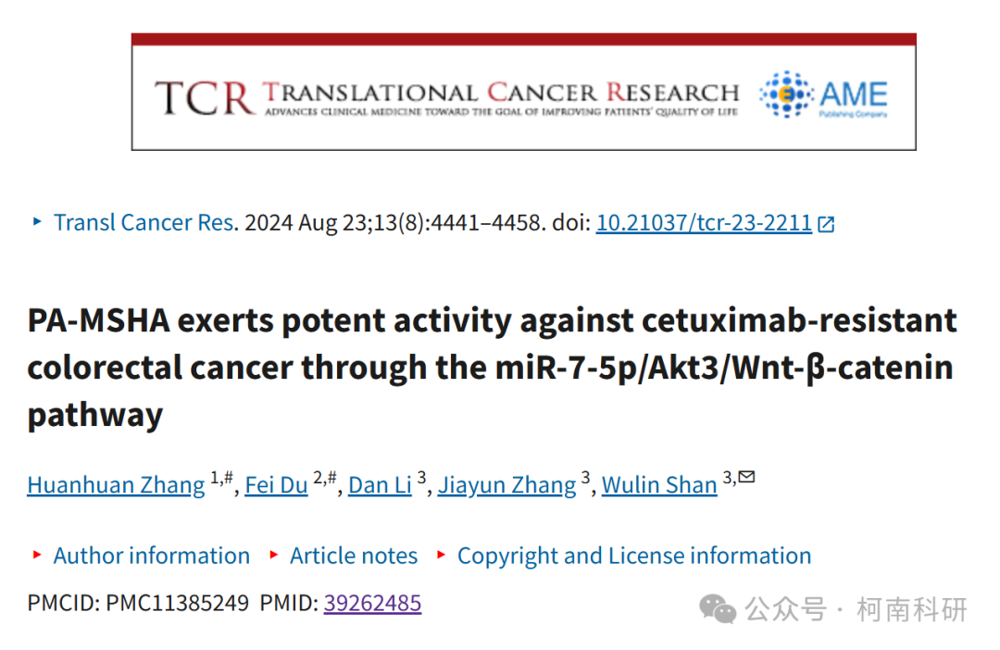 TCR TRANSLATIONAL CANCER RESEARCH
ADVANCES CLINICAL MEDICINE TOWARD THE GOAL OF IMPROVING PATIENTS' QUALITY OF LIFE
AME
Publishing Company
Transl Cancer Res. 2024 Aug 23;13(8):4441–4458. doi: 10.21037/tcr-23-2211
PA-MSHA exerts potent activity against cetuximab-resistant
colorectal cancer through the miR-7-5p/Akt3/Wnt-β-catenin
pathway
Huanhuan Zhang 1,#, Fei Du 2,#, Dan Li 3, Jiayun Zhang 3, Wulin Shan 3,✉
Author information Article notes Copyright and License information
PMCID: PMC11385249 PMID: 39262485
公众号 · 柯南科研